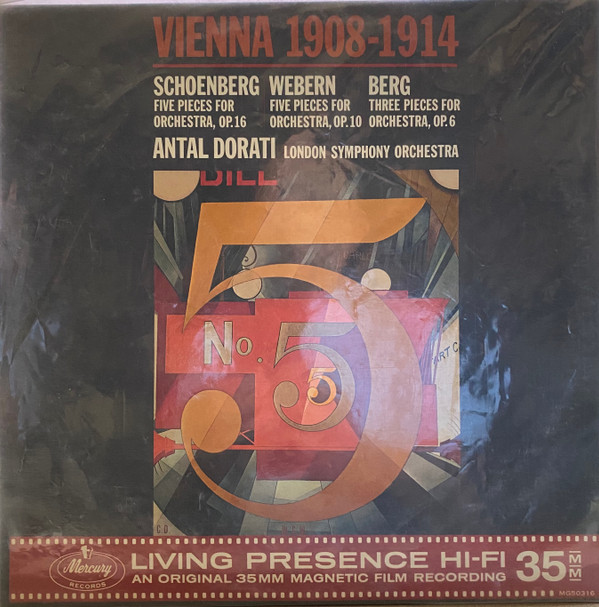 VIENNA 1908-1914
SCHOENBERG WEBERN BERG
FIVE PIECES FOR FIVE PIECES FOR THREE PIECES FOR
ORCHESTRA, OP.16 ORCHESTRA, OP.10 ORCHESTRA, OP.6
ANTAL DORATI LONDON SYMPHONY ORCHESTRA
BILL
5
No. 5
5
ART C
C.O
Mercury
RECORDS
LIVING PRESENCE HI-FI 35 MM
AN ORIGINAL 35MM MAGNETIC FILM RECORDING
MG50316